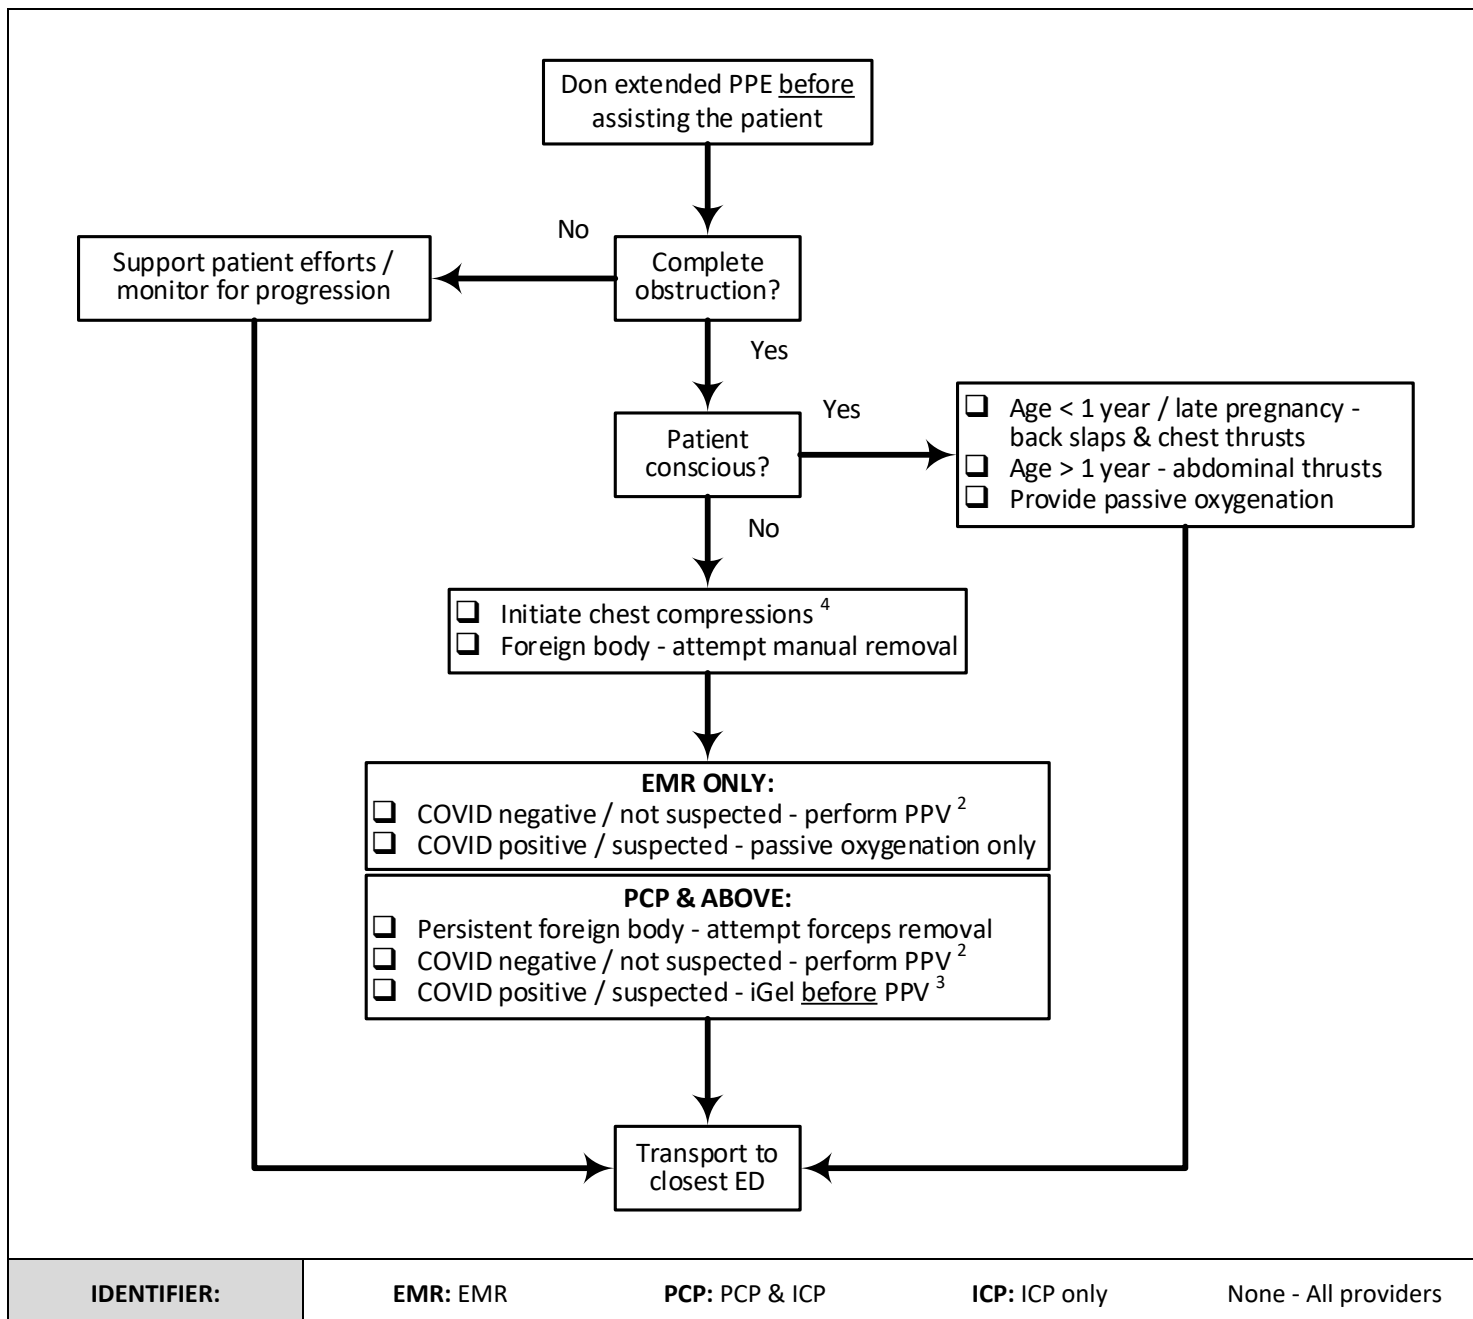 Don extended PPE before
assisting the patient
No
Support patient efforts /
monitor for progression
Complete
obstruction?
Yes
Yes
Patient
conscious?
❑ Age < 1 year / late pregnancy -
back slaps & chest thrusts
❑ Age > 1 year - abdominal thrusts
❑ Provide passive oxygenation
No
❑ Initiate chest compressions 4
❑ Foreign body - attempt manual removal
EMR ONLY:
❑ COVID negative / not suspected - perform PPV 2
❑ COVID positive / suspected - passive oxygenation only
PCP & ABOVE:
❑ Persistent foreign body - attempt forceps removal
❑ COVID negative / not suspected - perform PPV 2
❑ COVID positive / suspected - iGel before PPV 3
Transport to
closest ED
IDENTIFIER: EMR: EMR PCP: PCP & ICP ICP: ICP only None - All providers